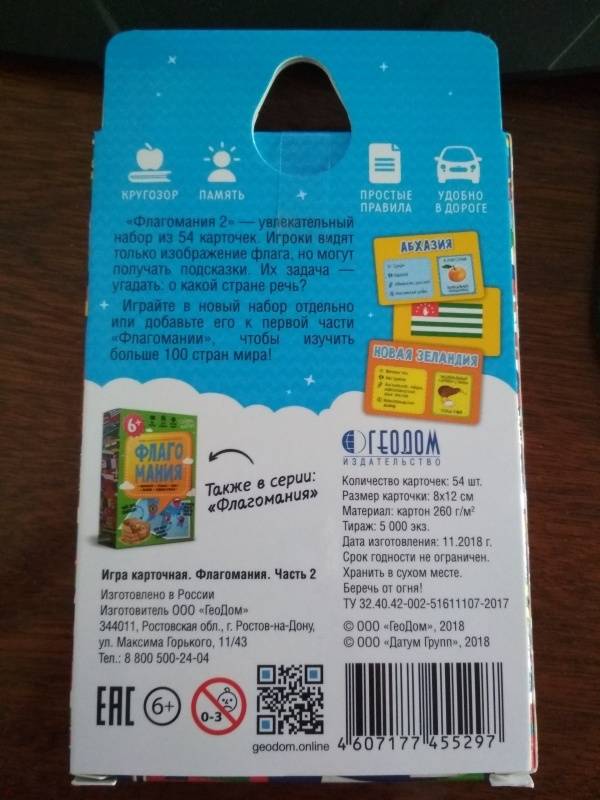 КРУГОЗОР
ПАМЯТЬ
ПРОСТЫЕ
ПРАВИЛА
УДОБНО
В ДОРОГЕ
«Флагомания 2» — увлекательный
набор из 54 карточек. Игроки видят
только изображение флага, но могут
получать подсказки. Их задача —
угадать: о какой стране речь?
Играйте в новый набор отдельно
или добавьте его к первой части
«Флагомании», чтобы изучить
больше 100 стран мира!
АБХАЗИЯ
НОВАЯ ЗЕЛАНДИЯ
6+
ФЛАГО
МАНИЯ
Также в серии:
«Флагомания»
ГЕОДОМ
ИЗДАТЕЛЬСТВО
Количество карточек: 54 шт.
Размер карточки: 8х12 см
Материал: картон 260 г/м²
Тираж: 5 000 экз.
Дата изготовления: 11.2018 г.
Срок годности не ограничен.
Хранить в сухом месте.
Беречь от огня!
ТУ 32.40.42-002-51611107-2017
© ООО «ГеоДом», 2018
© ООО «Датум Групп», 2018
Игра карточная. Флагомания. Часть 2
Изготовлено в России
Изготовитель ООО «ГеоДом»
344011, Ростовская обл., г. Ростов-на-Дону,
ул. Максима Горького, 11/43
Тел.: 8 800 500-24-04
EAC
6+
0-3
geodom.online
4 607177 455297